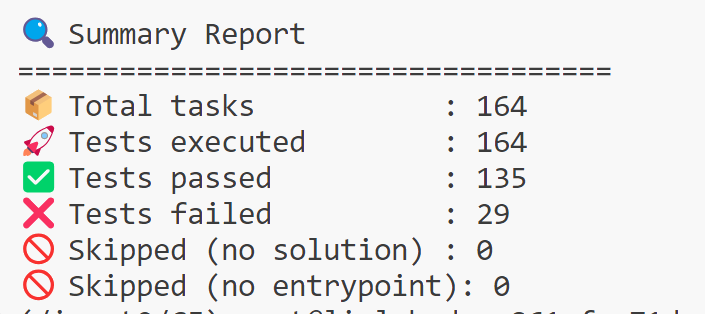 🔍 Summary Report
===================================
📦 Total tasks : 164
🚀 Tests executed : 164
✅ Tests passed : 135
❌ Tests failed : 29
🚫 Skipped (no solution) : 0
🚫 Skipped (no entrypoint): 0